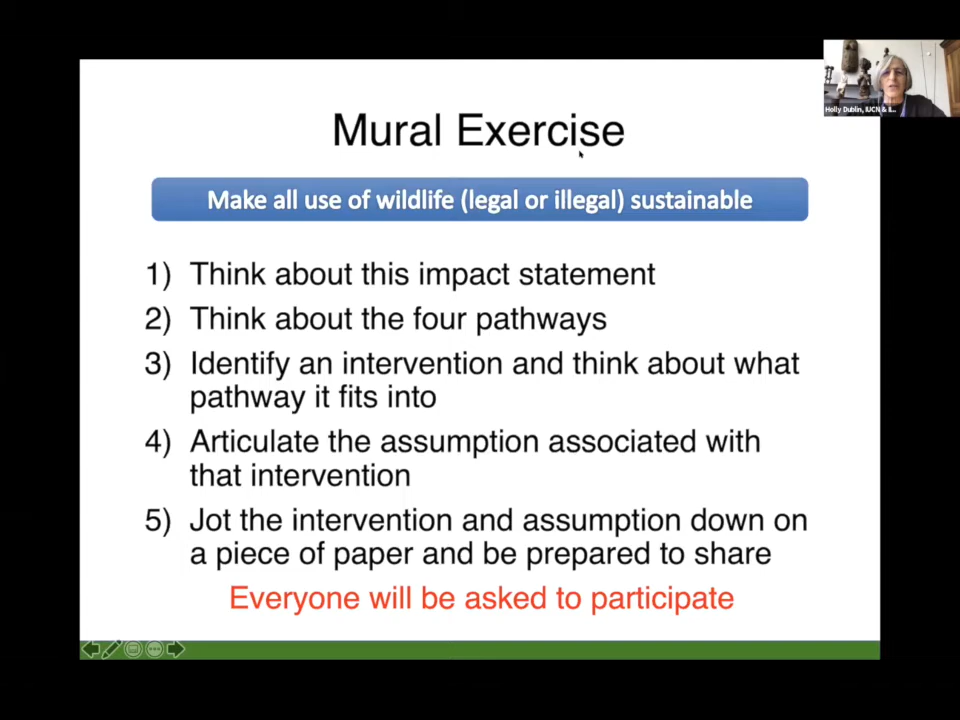 Holly Dublin, IUCN & IL...
Mural Exercise
Make all use of wildlife (legal or illegal) sustainable
1) Think about this impact statement
2) Think about the four pathways
3) Identify an intervention and think about what
pathway it fits into
4) Articulate the assumption associated with
that intervention
5) Jot the intervention and assumption down on
a piece of paper and be prepared to share
Everyone will be asked to participate